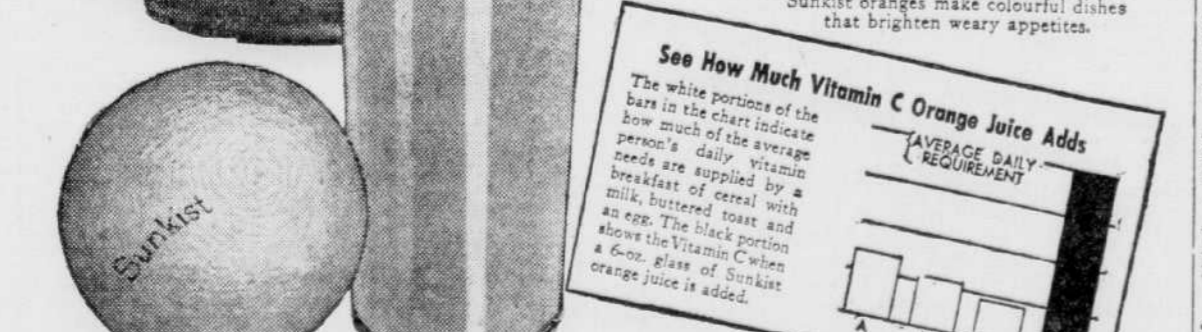 Sunkist oranges make colourful dishes
that brighten weary appetites.
See How Much Vitamin C Orange Juice Adds
The white portions of the
bars in the chart indicate
how much of the average
person's daily vitamin
needs are supplied by a
breakfast of cereal with
milk, buttered toast and
an egg. The black portion
shows the Vitamin C when
a 6-oz. glass of Sunkist
orange juice is added.
AVERAGE DAILY
REQUIREMENT
A
Sunkist